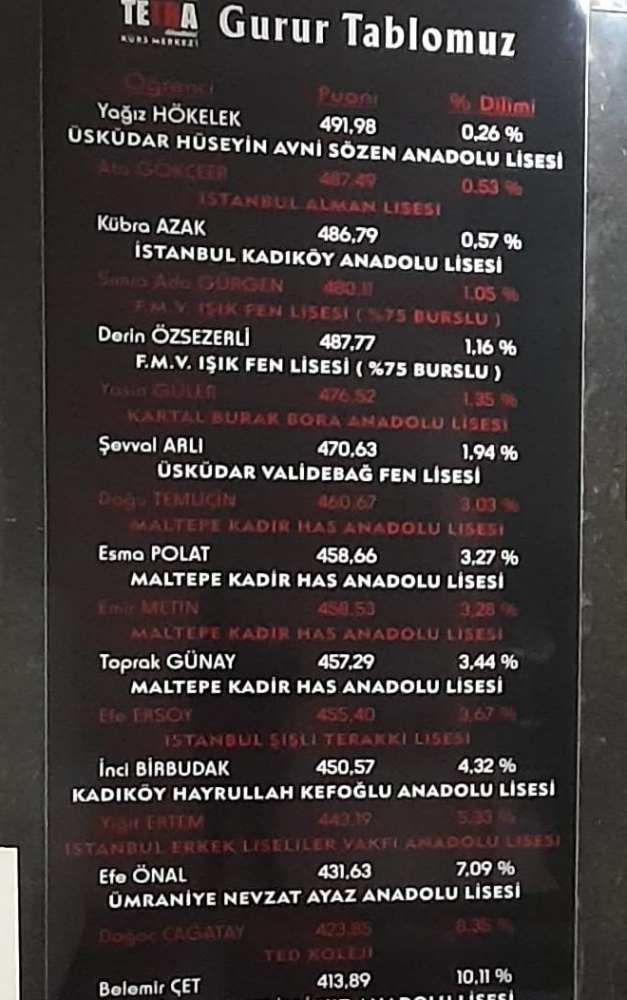 TETRA
KURS MERKEZİ
Gurur Tablomuz
Öğrenci Puanı % Dilimi
Yağız HÖKELEK 491,98 0,26 %
ÜSKÜDAR HÜSEYİN AVNİ SÖZEN ANADOLU LİSESİ
Ata GÖKÇEER 487,49 0.53 %
İSTANBUL ALMAN LİSESİ
Kübra AZAK 486,79 0,57 %
İSTANBUL KADIKÖY ANADOLU LİSESİ
Simra Ada GÜRGEN 480,11 1.05 %
F.M.V. IŞIK FEN LİSESİ ( %75 BURSLU )
Derin ÖZSEZERLİ 487,77 1,16 %
F.M.V. IŞIK FEN LİSESİ ( %75 BURSLU )
Yasin GÜLER 476,52 1,35 %
KARTAL BURAK BORA ANADOLU LİSESİ
Şevval ARLI 470,63 1,94 %
ÜSKÜDAR VALİDEBAĞ FEN LİSESİ
Doğu TEMUÇİN 460,67 3,03 %
MALTEPE KADİR HAS ANADOLU LİSESİ
Esma POLAT 458,66 3,27 %
MALTEPE KADİR HAS ANADOLU LİSESİ
Emir METİN 458,53 3,28 %
MALTEPE KADİR HAS ANADOLU LİSESİ
Toprak GÜNAY 457,29 3,44 %
MALTEPE KADİR HAS ANADOLU LİSESİ
Efe ERSOY 455,40 3,67 %
İSTANBUL ŞİŞLİ TERAKKİ LİSESİ
İnci BİRBUDAK 450,57 4,32 %
KADIKÖY HAYRULLAH KEFOĞLU ANADOLU LİSESİ
Yiğit ERTEM 443,19 5,33 %
İSTANBUL ERKEK LİSELİLER VAKFI ANADOLU LİSESİ
Efe ÖNAL 431,63 7,09 %
ÜMRANİYE NEVZAT AYAZ ANADOLU LİSESİ
Doğaç ÇAĞATAY 423,85 8,35 %
TED KOLEJİ
Belemir ÇET 413,89 10,11 %
ANADOLU LİSESİ